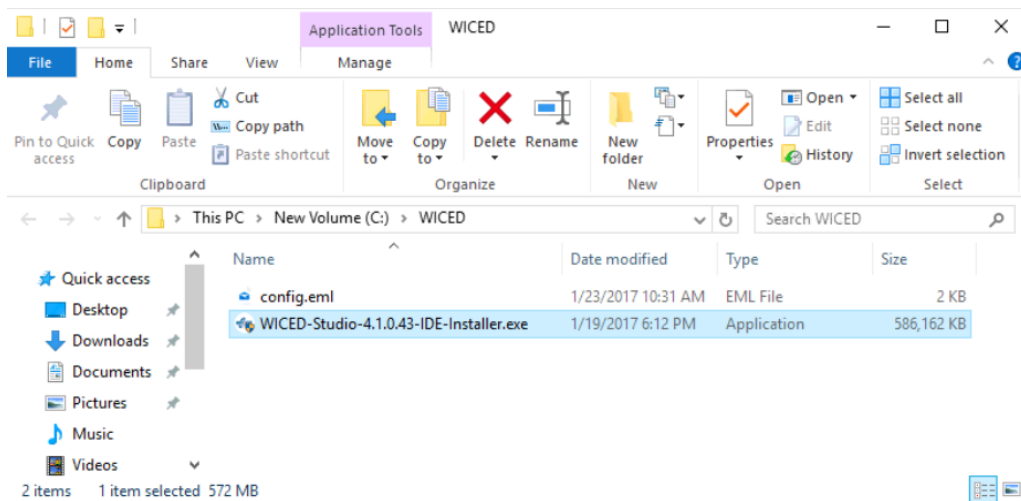 Application Tools WICED
File Home Share View Manage
Pin to Quick access
Copy
Paste
Cut
Copy path
Paste shortcut
Move to
Copy to
Delete
Rename
New folder
Properties
Open
Edit
History
Select all
Select none
Invert selection
Clipboard Organize New Open Select
This PC > New Volume (C:) > WICED Search WICED
Name Date modified Type Size
config.eml 1/23/2017 10:31 AM EML File 2 KB
WICED-Studio-4.1.0.43-IDE-Installer.exe 1/19/2017 6:12 PM Application 586,162 KB
Quick access
Desktop
Downloads
Documents
Pictures
Music
Videos
2 items 1 item selected 572 MB